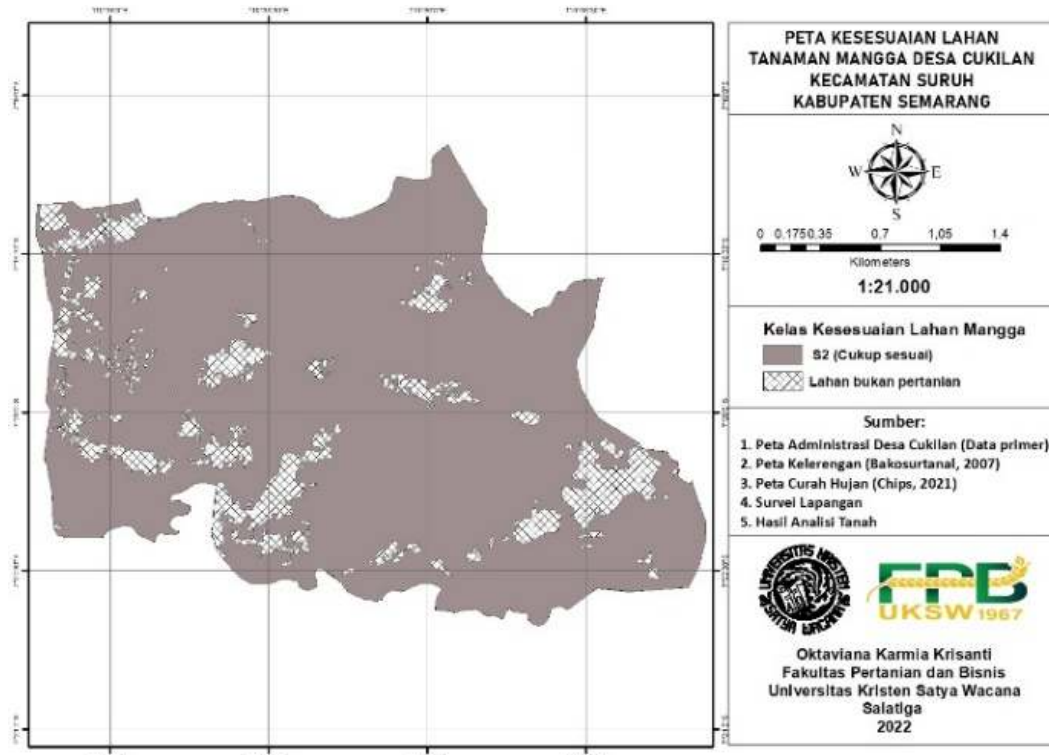 PETA KESESUAIAN LAHAN
TANAMAN MANGGA DESA CUKILAN
KECAMATAN SURUH
KABUPATEN SEMARANG
N
W E
S
0 0.175 0.35 0,7 1,05 1.4
Kilometers
1:21.000
Kelas Kesesuaian Lahan Mangga
S2 (Cukup sesuai)
Lahan bukan pertanian
Sumber:
1. Peta Administrasi Desa Cukilan (Data primer)
2. Peta Kelerengan (Bakosurtanal, 2007)
3. Peta Curah Hujan (Chips, 2021)
4. Survei Lapangan
5. Hasil Analisi Tanah
UNIVERSITAS KRISTEN
SATYA WACANA
FPB
UKSW 1967
Oktaviana Karmia Krisanti
Fakultas Pertanian dan Bisnis
Universitas Kristen Satya Wacana
Salatiga
2022